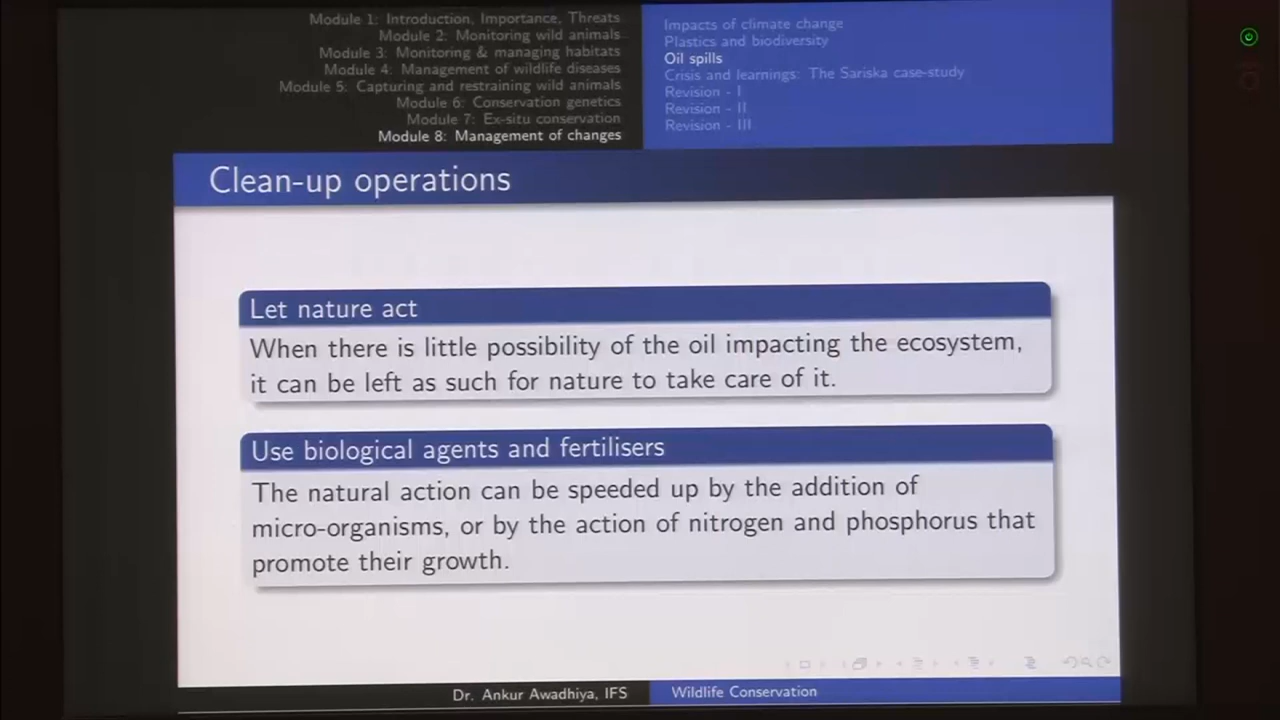 Module 1: Introduction, Importance, Threats
Module 2: Monitoring wild animals
Module 3: Monitoring & managing habitats
Module 4: Management of wildlife diseases
Module 5: Capturing and restraining wild animals
Module 6: Conservation genetics
Module 7: Ex-situ conservation
Module 8: Management of changes
Impacts of climate change
Plastics and biodiversity
Oil spills
Crisis and learnings: The Sariska case-study
Revision - I
Revision - II
Revision - III
Clean-up operations
Let nature act
When there is little possibility of the oil impacting the ecosystem,
it can be left as such for nature to take care of it.
Use biological agents and fertilisers
The natural action can be speeded up by the addition of
micro-organisms, or by the action of nitrogen and phosphorus that
promote their growth.
Dr. Ankur Awadhiya, IFS
Wildlife Conservation